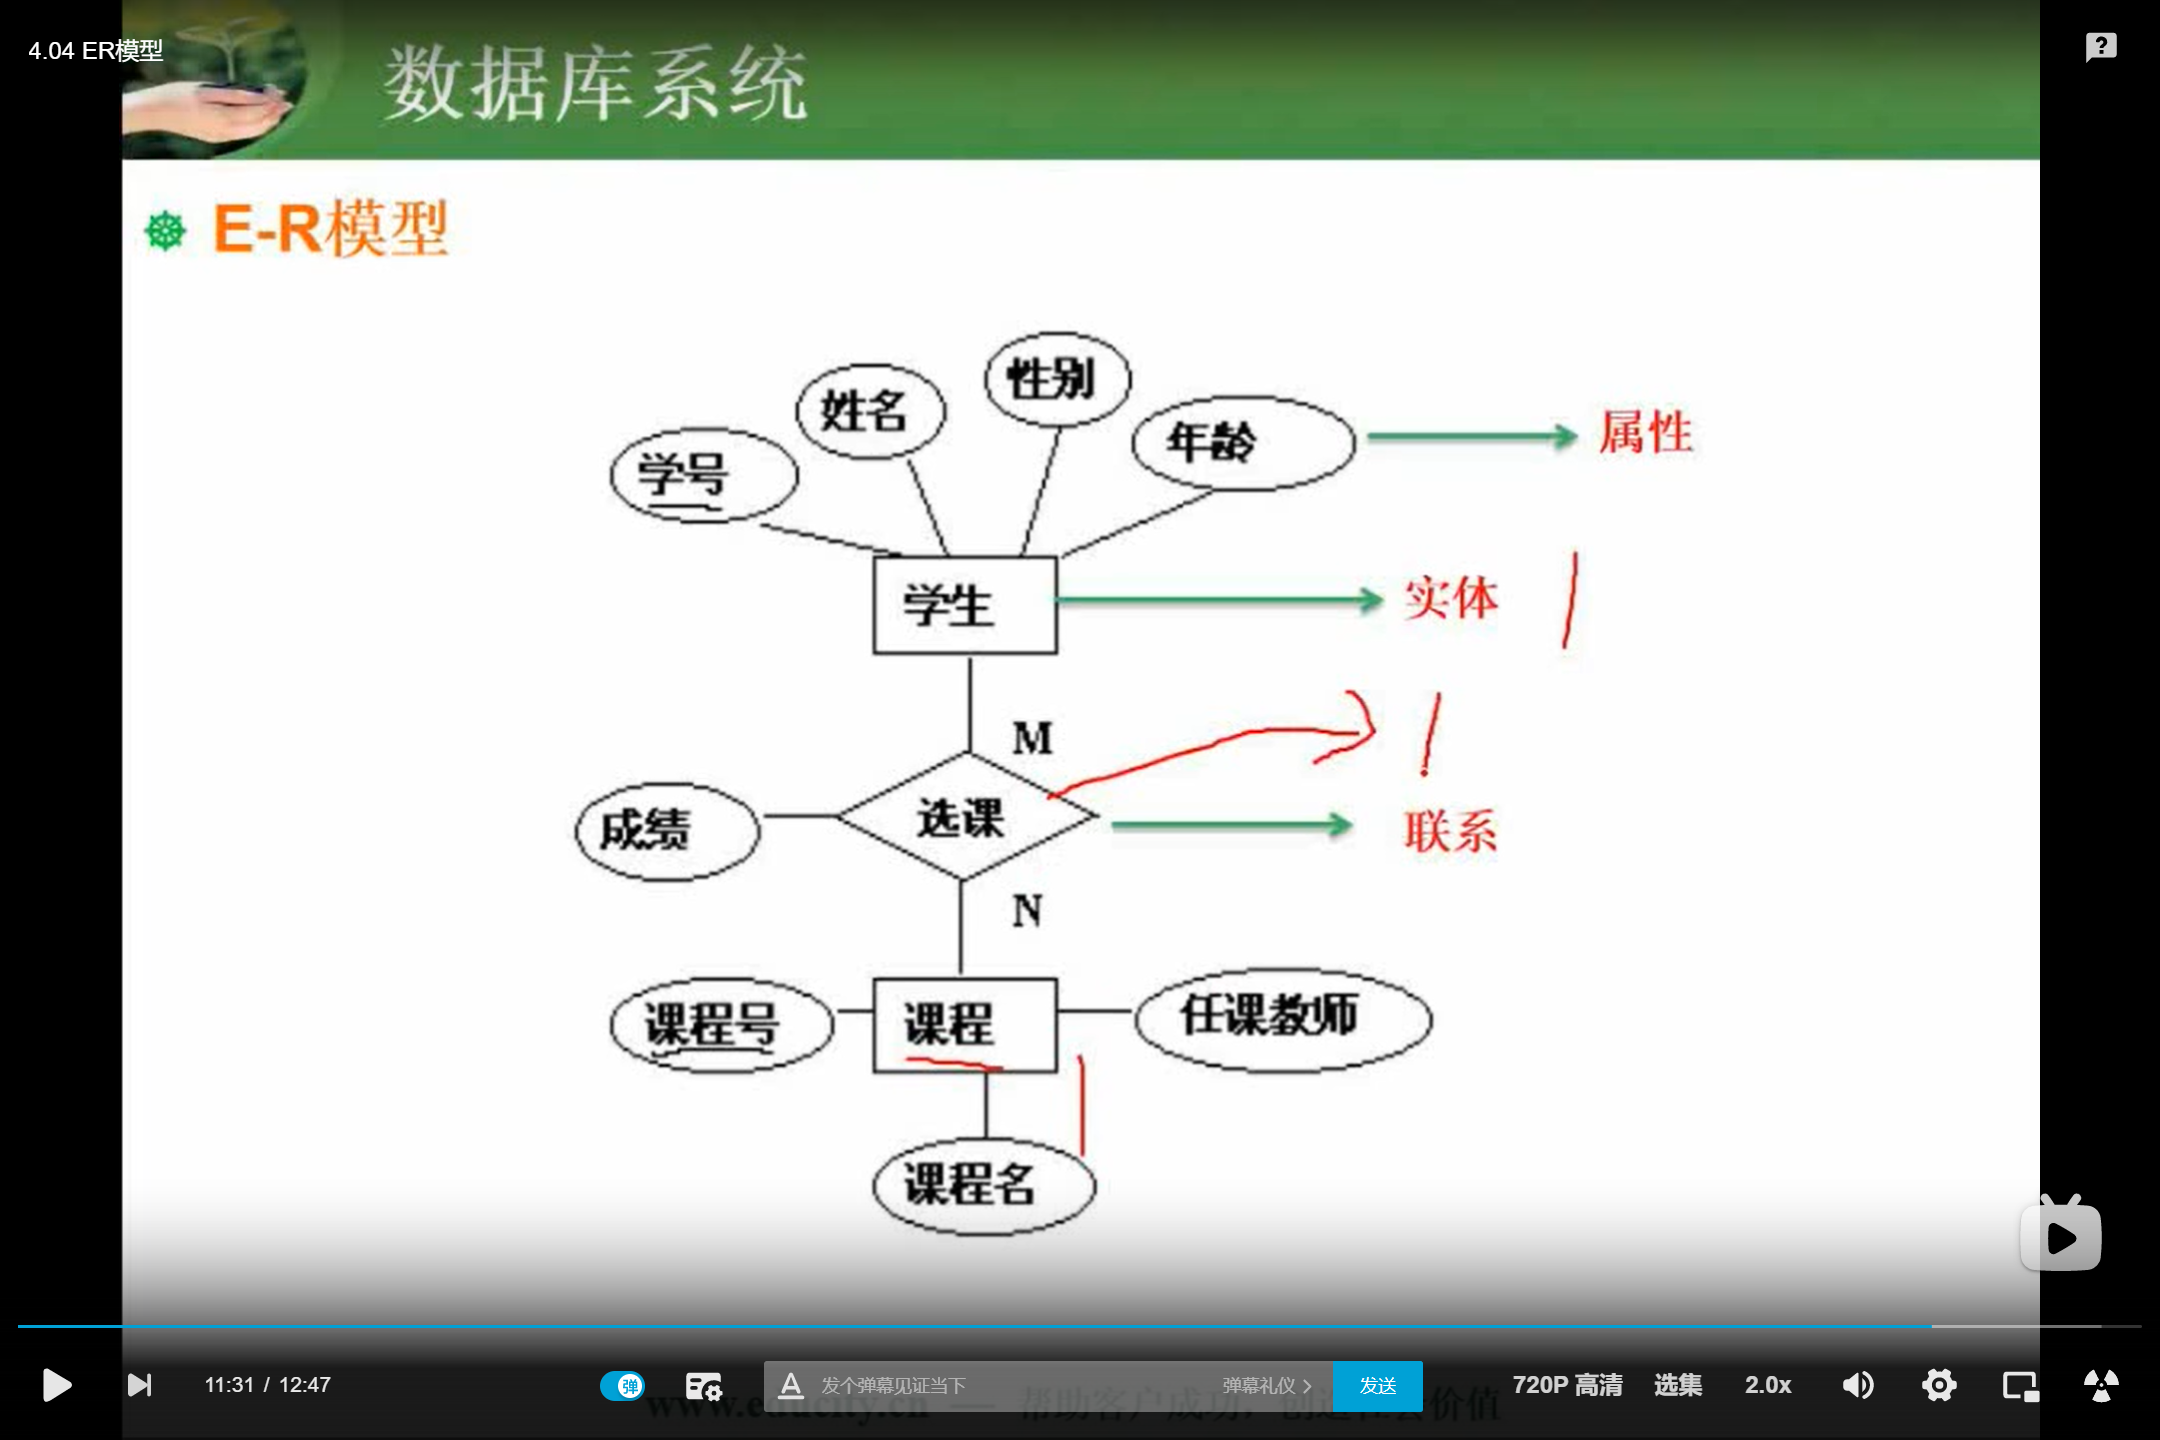 4.04 ER模型
数据库系统
E-R模型
性别
姓名
年龄
属性
学号
学生
实体
M
选课
成绩
联系
N
课程号
课程
任课教师
课程名
11:31 / 12:47
弹
发个弹幕见证当下
弹幕礼仪
发送
720P 高清
选集
2.0x
www.educity.cn — 帮助客户成功，创造社会价值